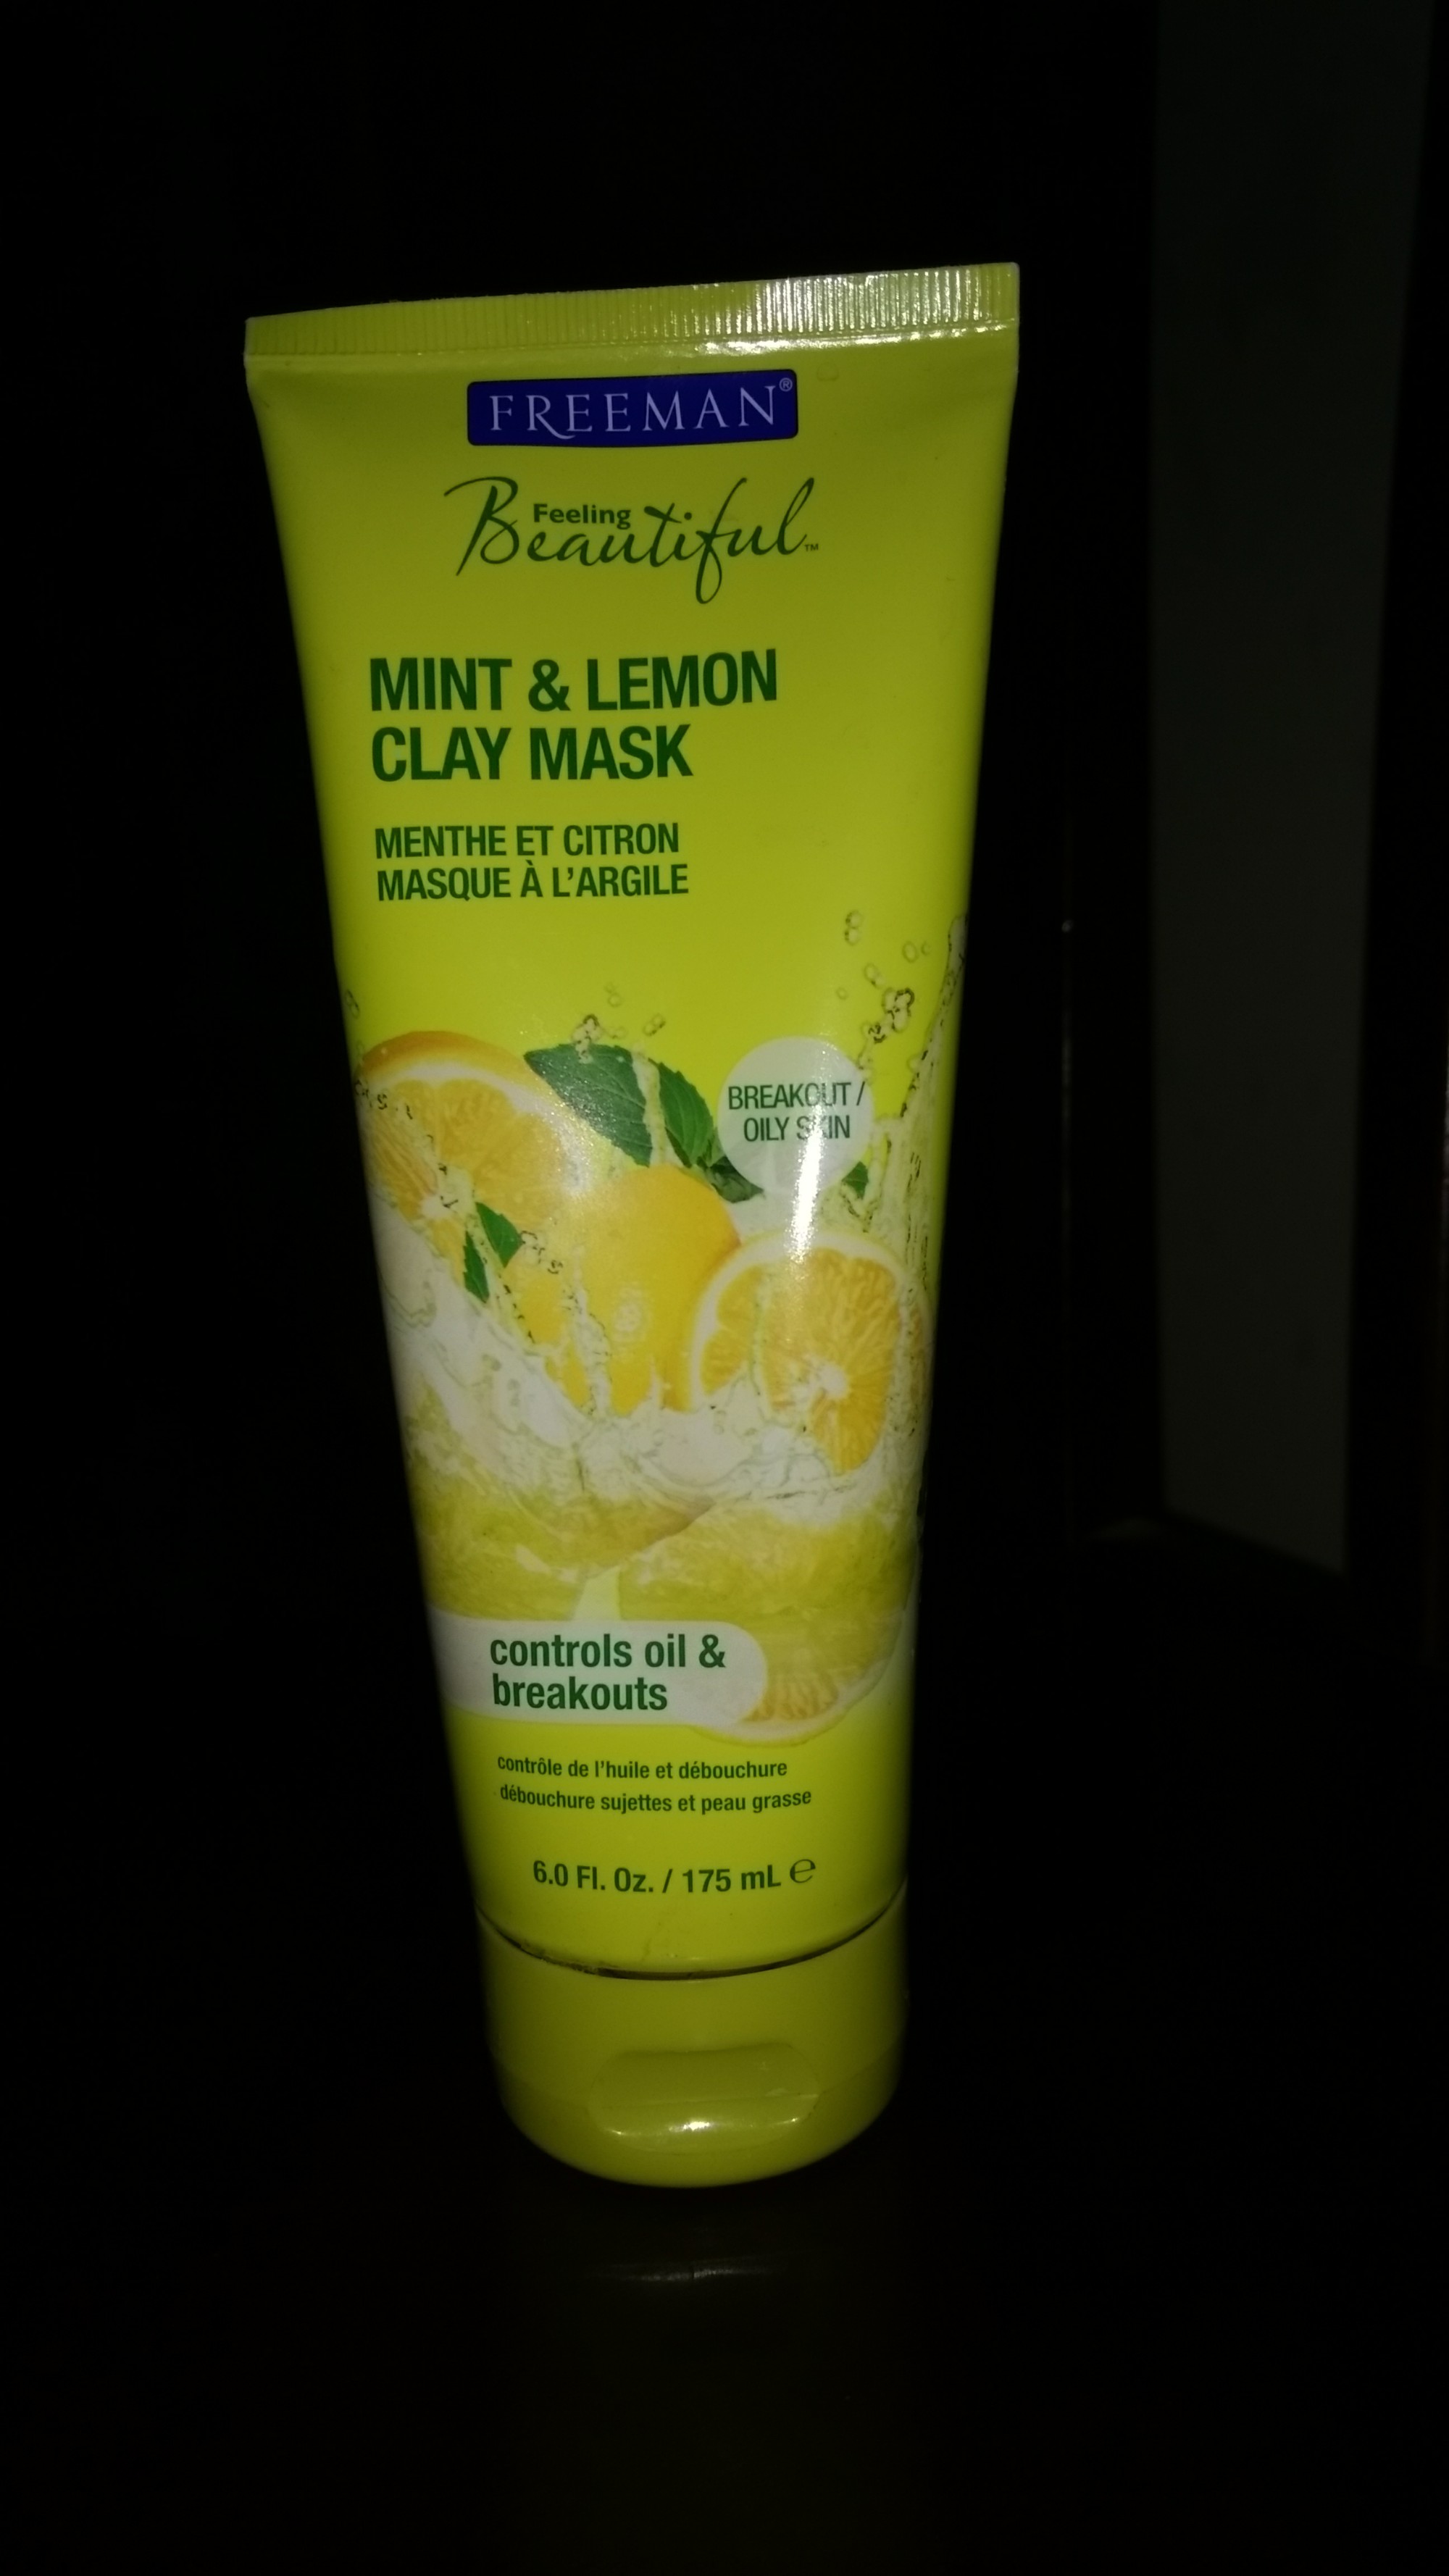 FREEMAN®
Feeling
Beautiful™
MINT & LEMON
CLAY MASK
MENTHE ET CITRON
MASQUE À L'ARGILE
BREAKOUT /
OILY SKIN
controls oil &
breakouts
contrôle de l'huile et débouchure
débouchure sujettes et peau grasse
6.0 Fl. Oz. / 175 mL ℮